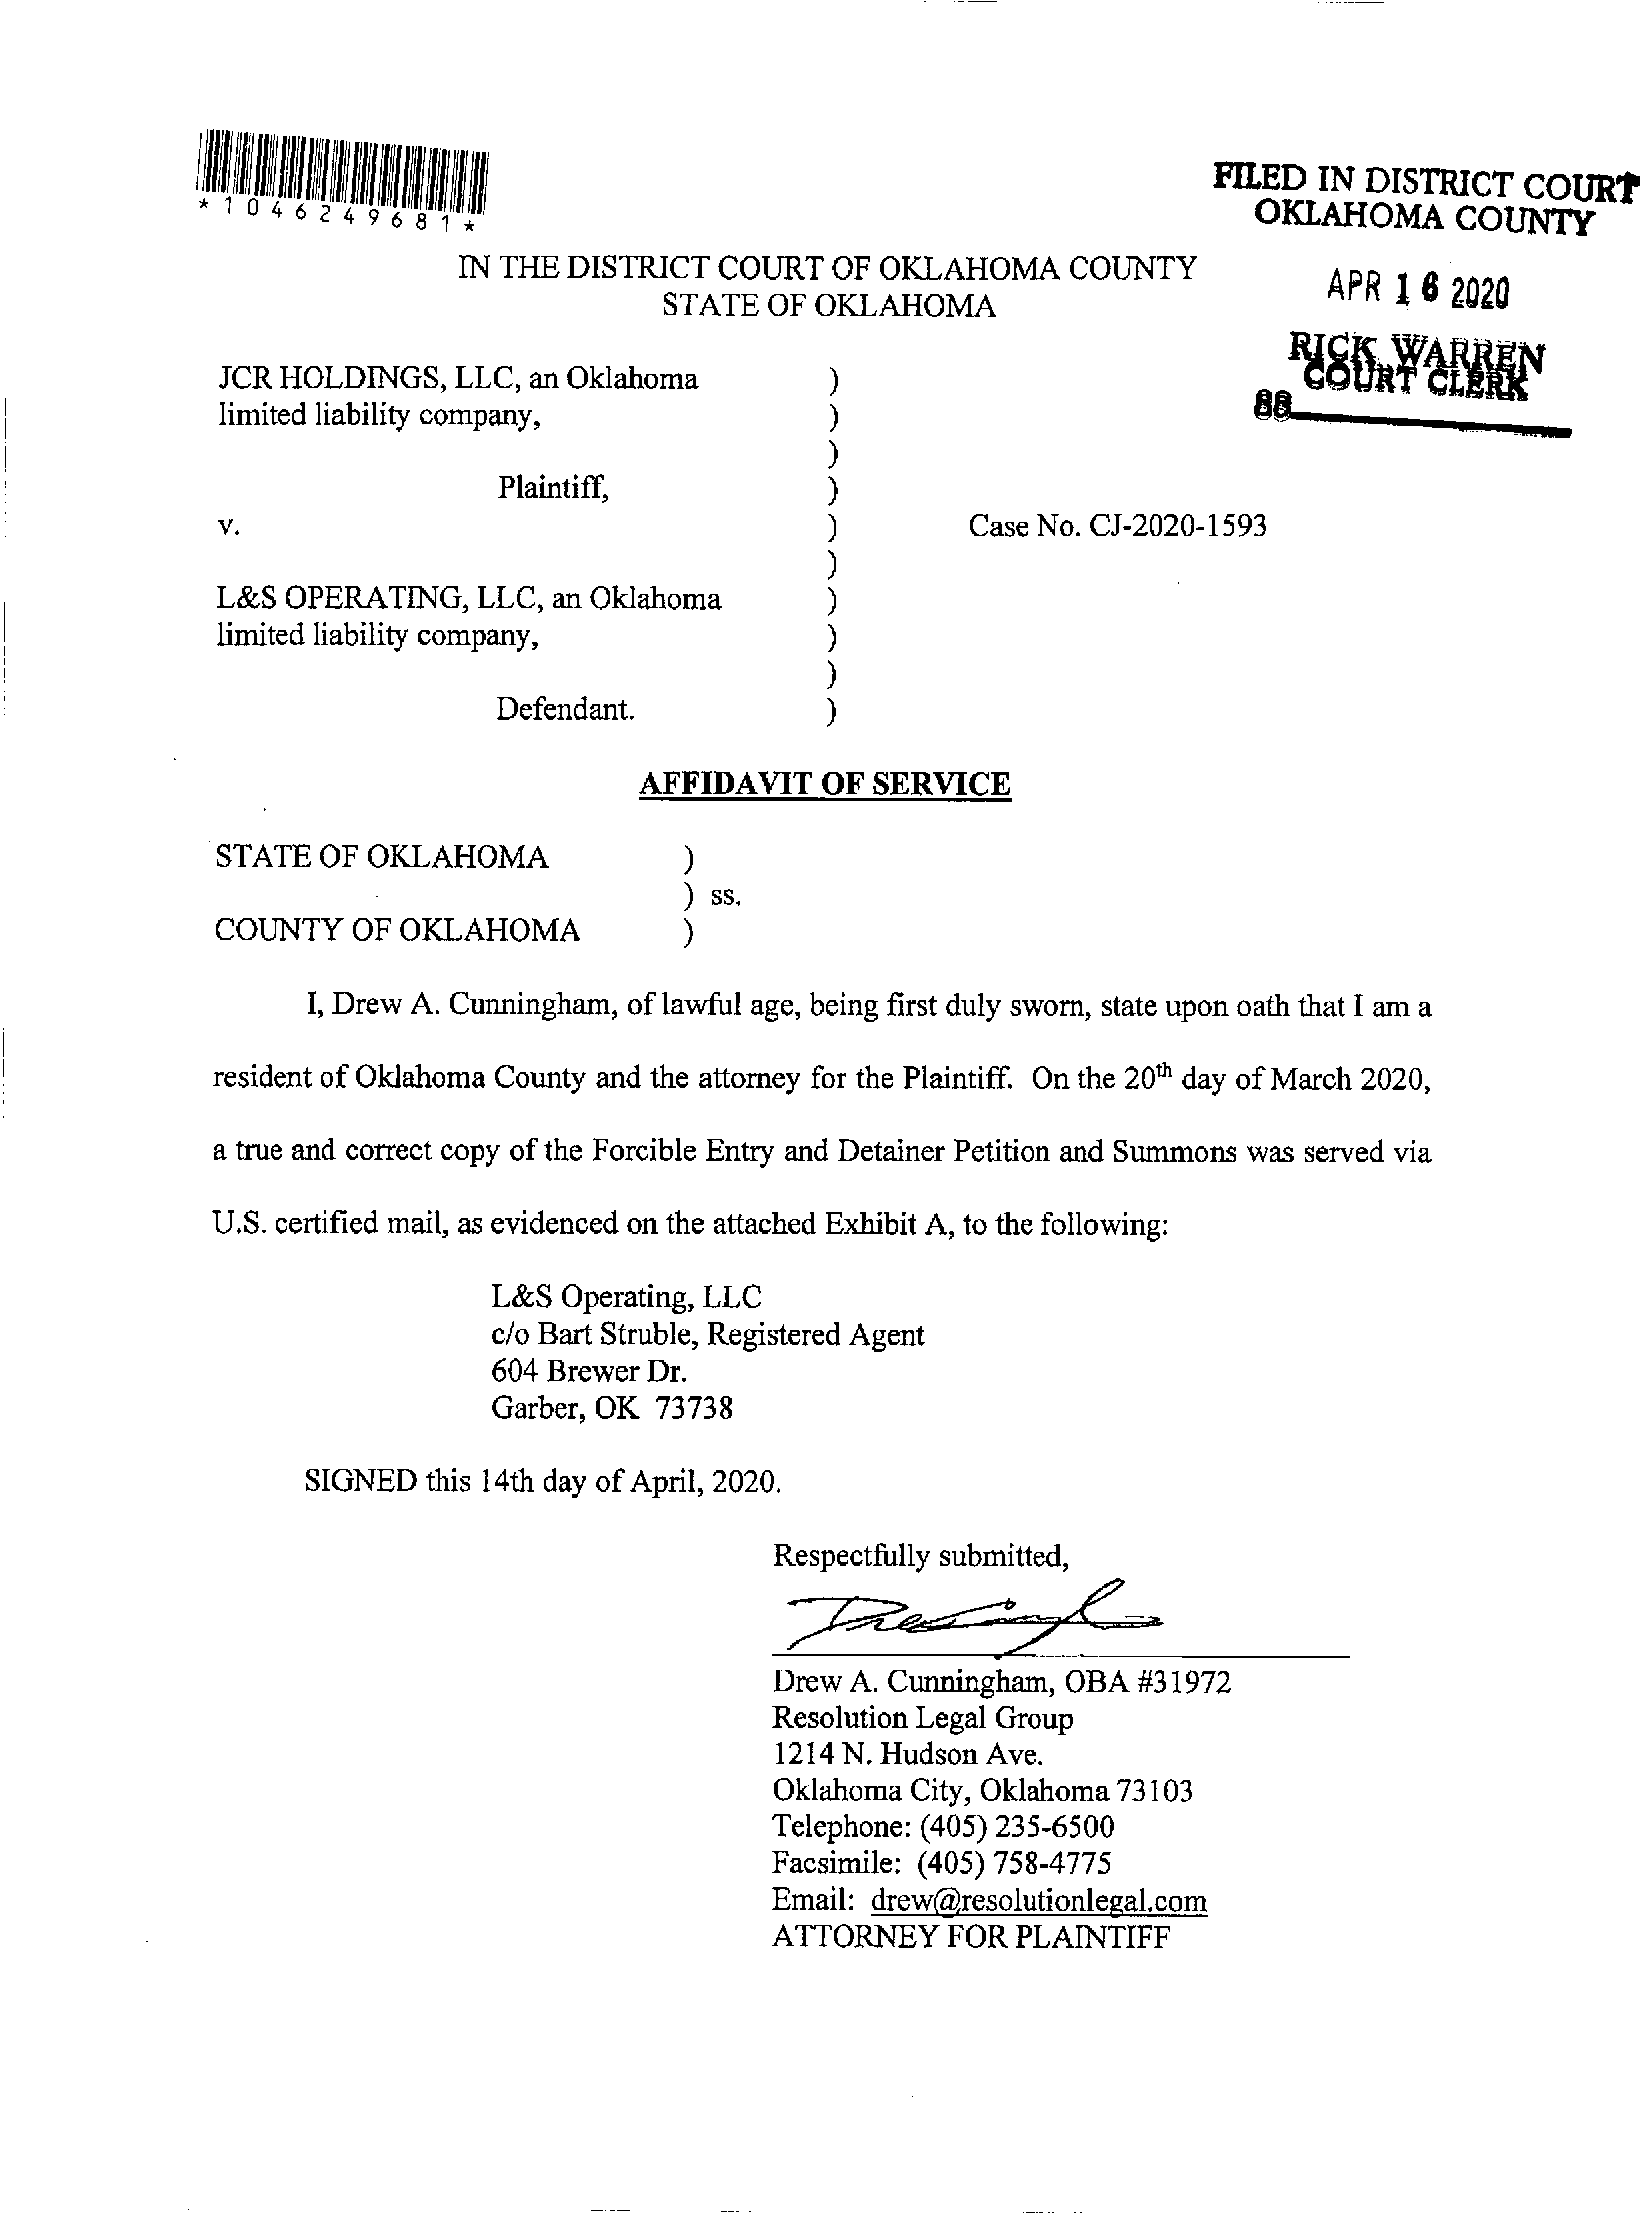 *1046249681*
FILED IN DISTRICT COURT
OKLAHOMA COUNTY
APR 16 2020
RICK WARREN
COURT CLERK
88
IN THE DISTRICT COURT OF OKLAHOMA COUNTY
STATE OF OKLAHOMA
JCR HOLDINGS, LLC, an Oklahoma )
limited liability company, )
)
Plaintiff, )
v. ) Case No. CJ-2020-1593
)
L&S OPERATING, LLC, an Oklahoma )
limited liability company, )
)
Defendant. )
AFFIDAVIT OF SERVICE
STATE OF OKLAHOMA )
) ss.
COUNTY OF OKLAHOMA )
I, Drew A. Cunningham, of lawful age, being first duly sworn, state upon oath that I am a
resident of Oklahoma County and the attorney for the Plaintiff. On the 20th day of March 2020,
a true and correct copy of the Forcible Entry and Detainer Petition and Summons was served via
U.S. certified mail, as evidenced on the attached Exhibit A, to the following:
L&S Operating, LLC
c/o Bart Struble, Registered Agent
604 Brewer Dr.
Garber, OK 73738
SIGNED this 14th day of April, 2020.
Respectfully submitted,
Drew A. Cunningham, OBA #31972
Resolution Legal Group
1214 N. Hudson Ave.
Oklahoma City, Oklahoma 73103
Telephone: (405) 235-6500
Facsimile: (405) 758-4775
Email: drew@resolutionlegal.com
ATTORNEY FOR PLAINTIFF